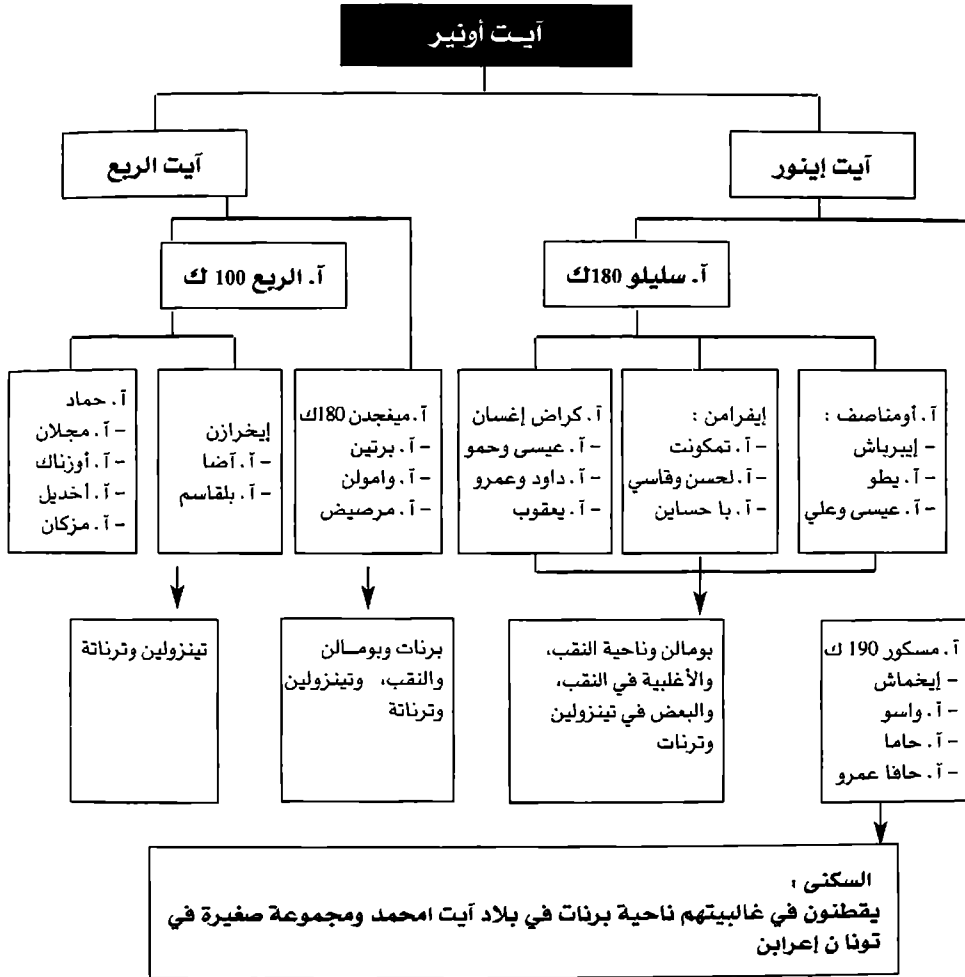 آيـت أونير
آيت إينور
آيت الربع
آ. سليلو 180ك
آ. الربع 100 ك
آ. أومناصف :
– إيبرباش
– آ. يطو
– آ. عيسى وعلي
إيفرامن :
– آ. تمكونت
– آ. لحسن وقاسي
– آ. با حساين
آ. كراض إغسان
– آ. عيسى وحمو
– آ. داود وعمرو
– آ. يعقوب
آ. ميغجدن 180ك
– آ. برتين
– آ. وامولن
– آ. مرصيض
إيخرازن
– آ. آضا
– آ. بلقاسم
آ. حماد
– آ. مجلان
– آ. أوزناك
– آ. أخديل
– آ. مزكان
آ. مسكور 190 ك
– إيخماش
– آ. واسو
– آ. حاما
– آ. حافا عمرو
بومالن وناحية النقب،
والأغلبية في النقب،
والبعض في تينزولين
وترنات
برنات وبومــالن
والنقب، وتينزولين
وترناتة
تينزولين وترناتة
السكنى :
يقطنون في غالبيتهم ناحية برنات في بلاد آيت امحمد ومجموعة صغيرة في
تونا ن إعرابن